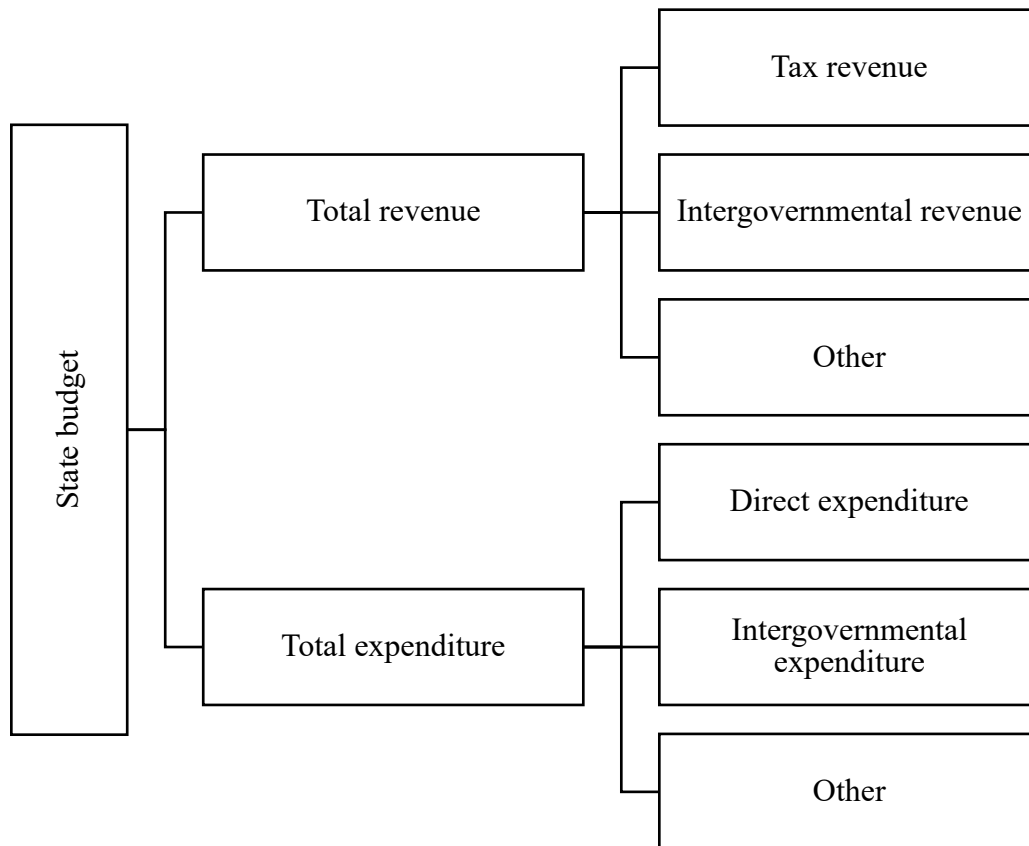 State budget
Total revenue
Tax revenue
Intergovernmental revenue
Other
Total expenditure
Direct expenditure
Intergovernmental
expenditure
Other